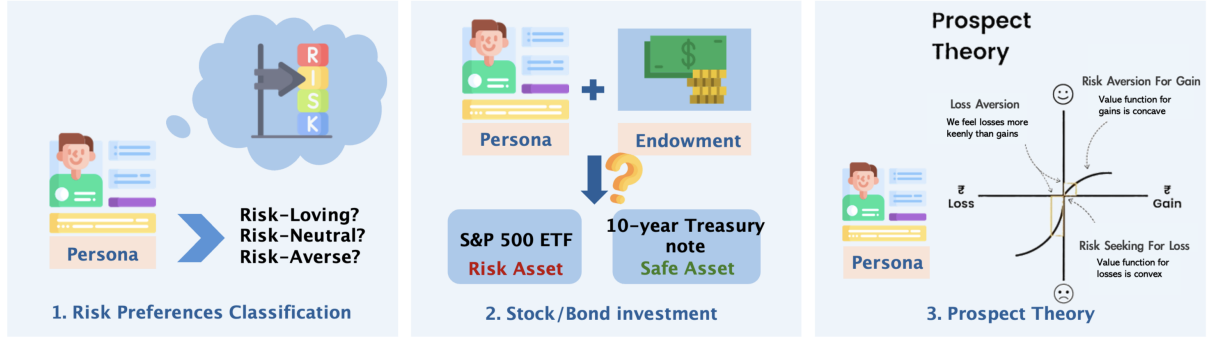 R
I
S
K
Persona
Risk-Loving?
Risk-Neutral?
Risk-Averse?
1. Risk Preferences Classification
$
Persona
Endowment
S&P 500 ETF
Risk Asset
10-year Treasury
note
Safe Asset
2. Stock/Bond investment
Prospect
Theory
Risk Aversion For Gain
Value function for
gains is concave
Loss Aversion
We feel losses more
keenly than gains
₹
Loss
₹
Gain
Persona
Risk Seeking For Loss
Value function for
losses is convex
3. Prospect Theory